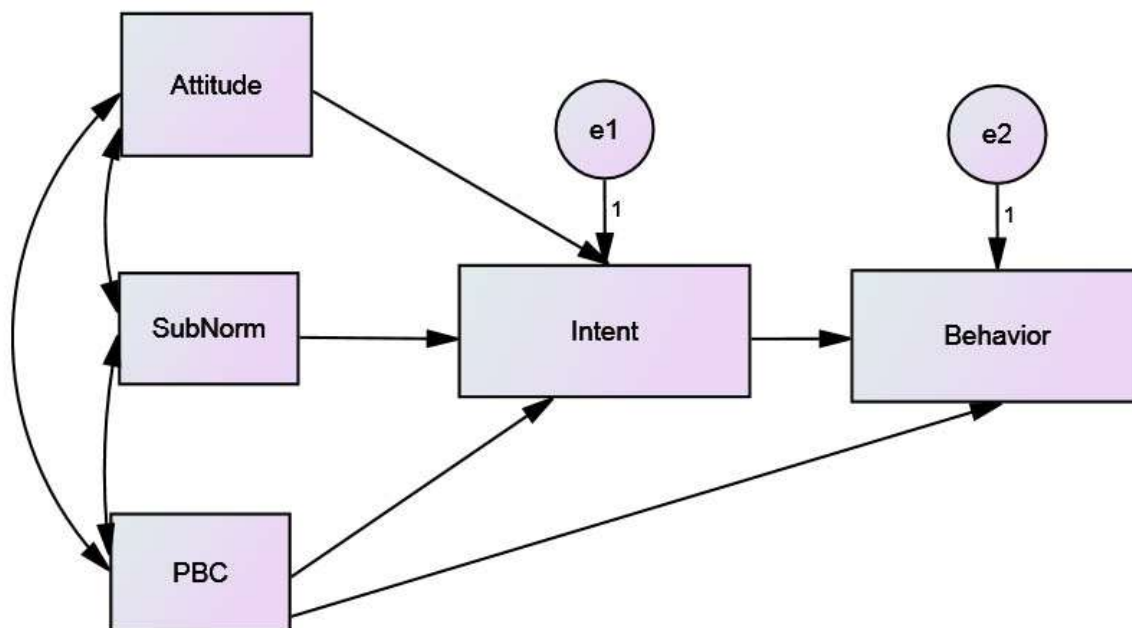 Attitude
e1
e2
1
1
SubNorm
Intent
Behavior
PBC